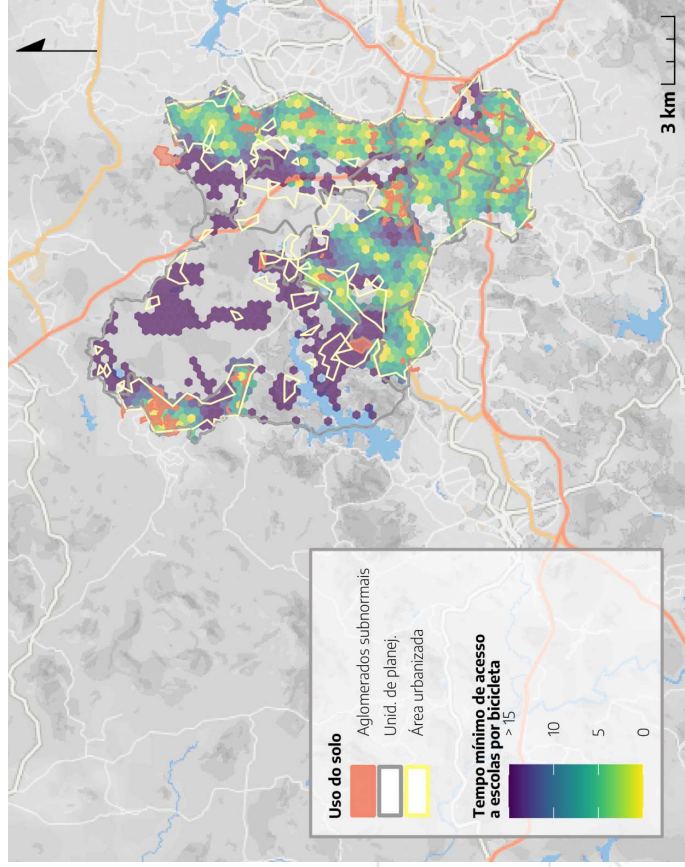 Uso do solo
Aglomerados subnormais
Unid. de planej.
Área urbanizada
Tempo mínimo de acesso
a escolas por bicicleta
> 15
10
5
0
3 km